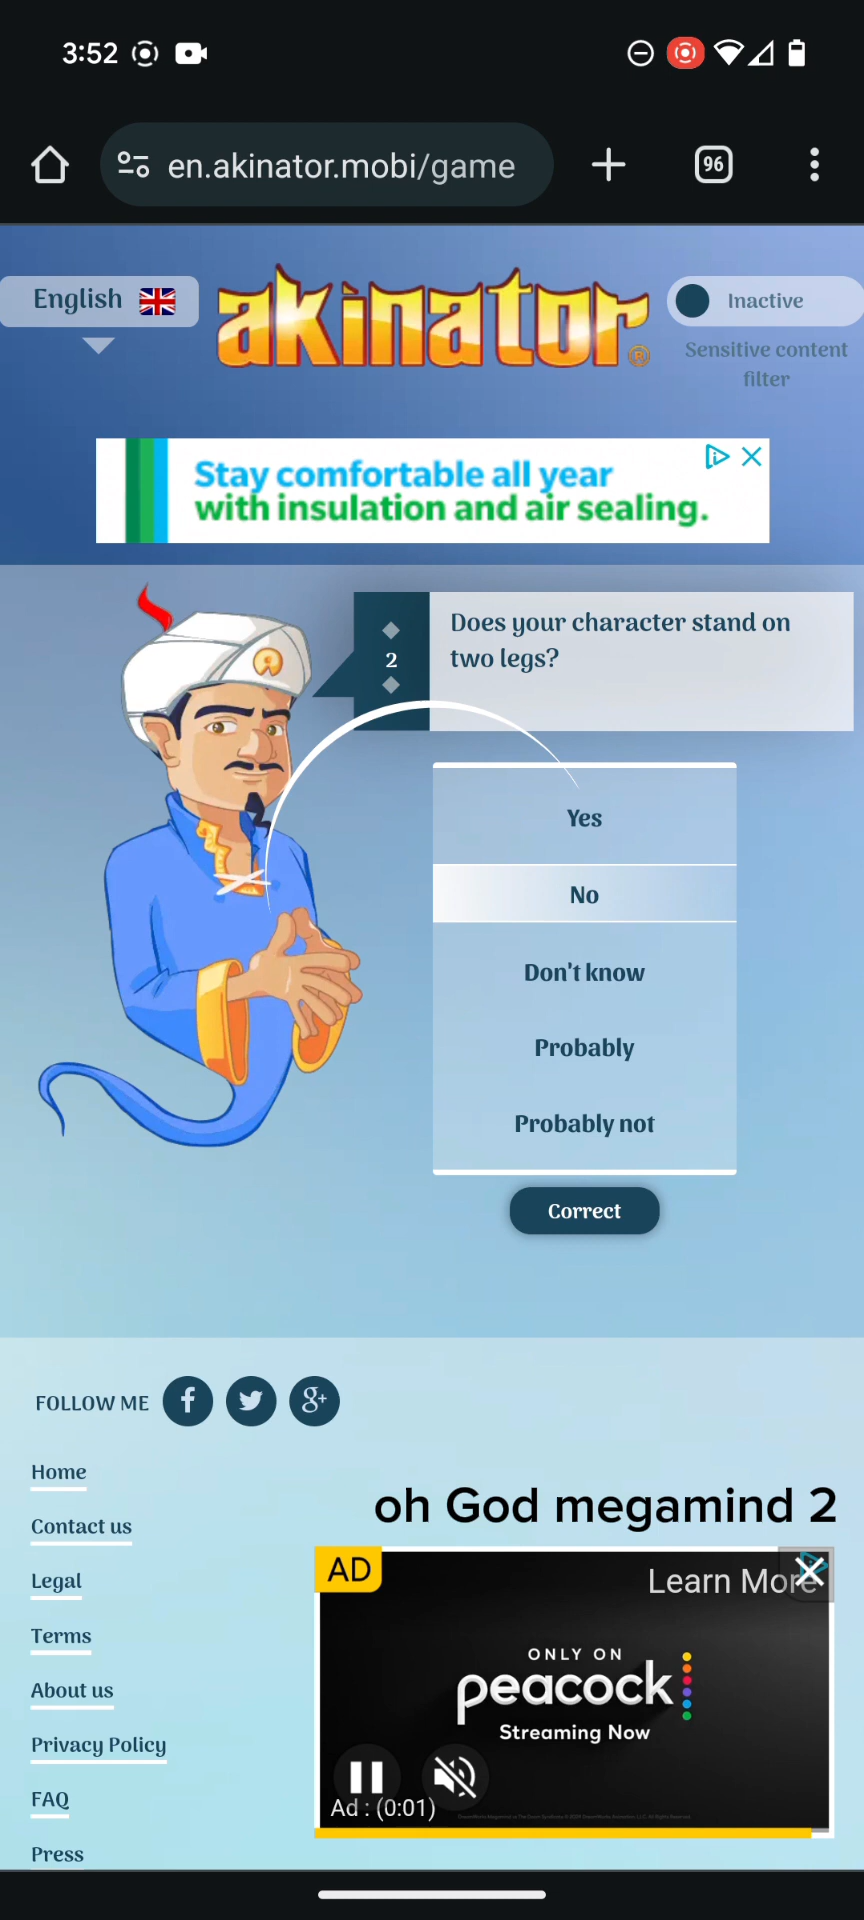 3:52
en.akinator.mobi/game
96
English
akinator®
Inactive
Sensitive content
filter
Stay comfortable all year
with insulation and air sealing.
2
Does your character stand on
two legs?
Yes
No
Don't know
Probably
Probably not
Correct
FOLLOW ME
Home
Contact us
Legal
Terms
About us
Privacy Policy
FAQ
Press
oh God megamind 2
AD
Learn More
ONLY ON
peacock
Streaming Now
Ad : (0:01)